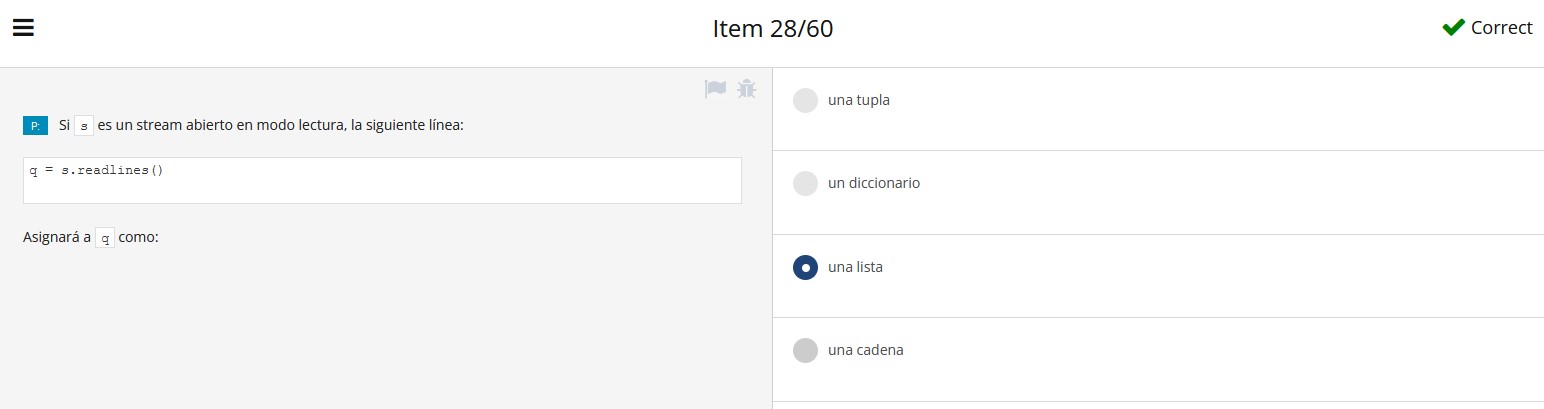 Item 28/60
Correct
P: Si s es un stream abierto en modo lectura, la siguiente línea:
q = s.readlines()
Asignará a q como:
una tupla
un diccionario
una lista
una cadena